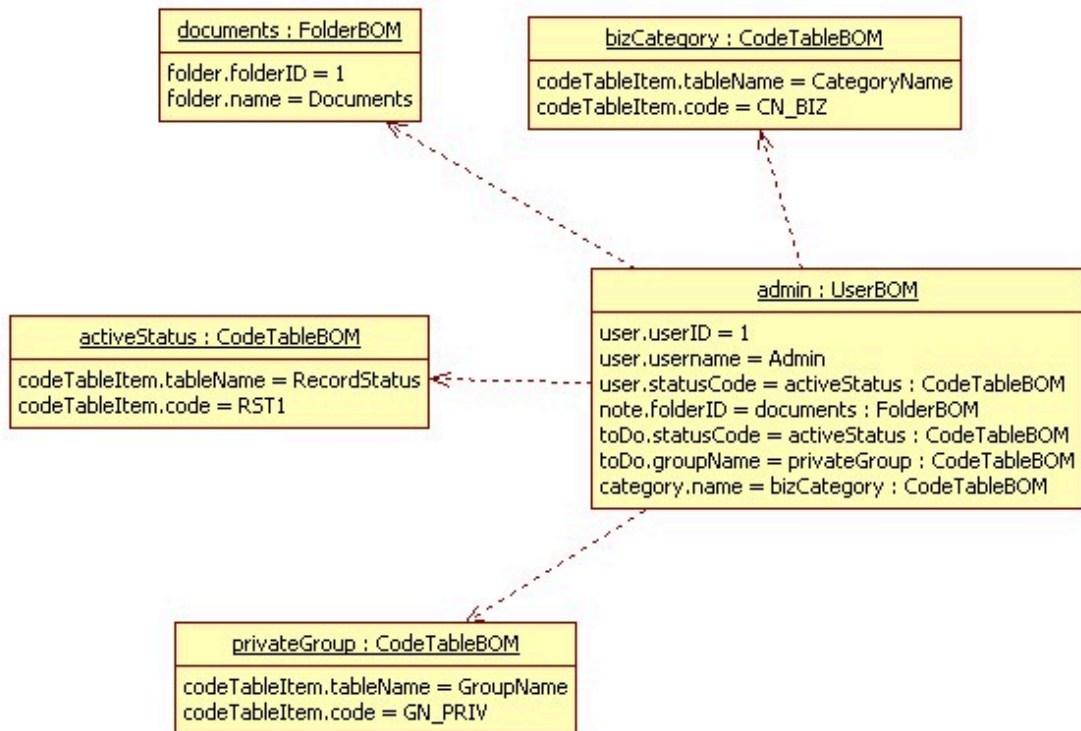 documents : FolderBOM
folder.folderID = 1
folder.name = Documents
bizCategory : CodeTableBOM
codeTableItem.tableName = CategoryName
codeTableItem.code = CN_BIZ
admin : UserBOM
user.userID = 1
user.username = Admin
user.statusCode = activeStatus : CodeTableBOM
note.folderID = documents : FolderBOM
toDo.statusCode = activeStatus : CodeTableBOM
toDo.groupName = privateGroup : CodeTableBOM
category.name = bizCategory : CodeTableBOM
activeStatus : CodeTableBOM
codeTableItem.tableName = RecordStatus
codeTableItem.code = RST1
privateGroup : CodeTableBOM
codeTableItem.tableName = GroupName
codeTableItem.code = GN_PRIV